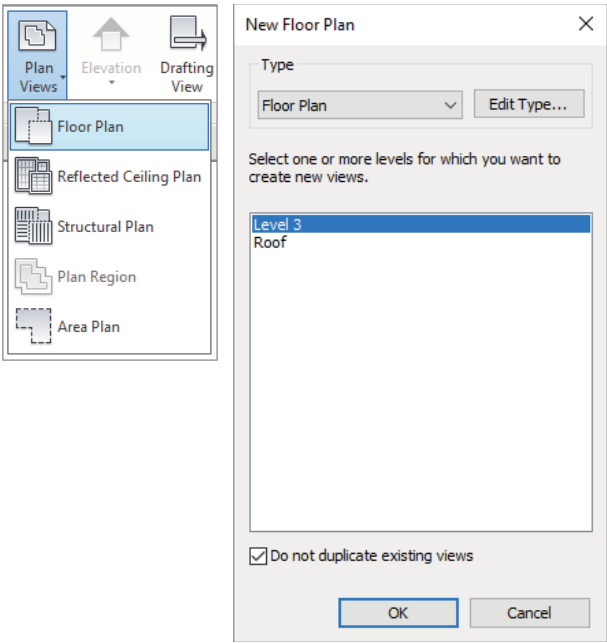 Plan
Views
Elevation
Drafting
View
Floor Plan
Reflected Ceiling Plan
Structural Plan
Plan Region
Area Plan
New Floor Plan
Type
Floor Plan
Edit Type...
Select one or more levels for which you want to
create new views.
Level 3
Roof
Do not duplicate existing views
OK
Cancel